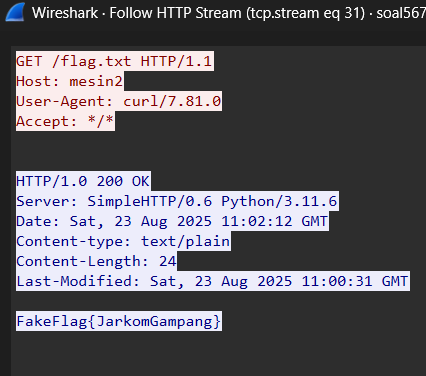 Wireshark · Follow HTTP Stream (tcp.stream eq 31) · soal567
GET /flag.txt HTTP/1.1
Host: mesin2
User-Agent: curl/7.81.0
Accept: */*
HTTP/1.0 200 OK
Server: SimpleHTTP/0.6 Python/3.11.6
Date: Sat, 23 Aug 2025 11:02:12 GMT
Content-type: text/plain
Content-Length: 24
Last-Modified: Sat, 23 Aug 2025 11:00:31 GMT
FakeFlag{JarkomGampang}